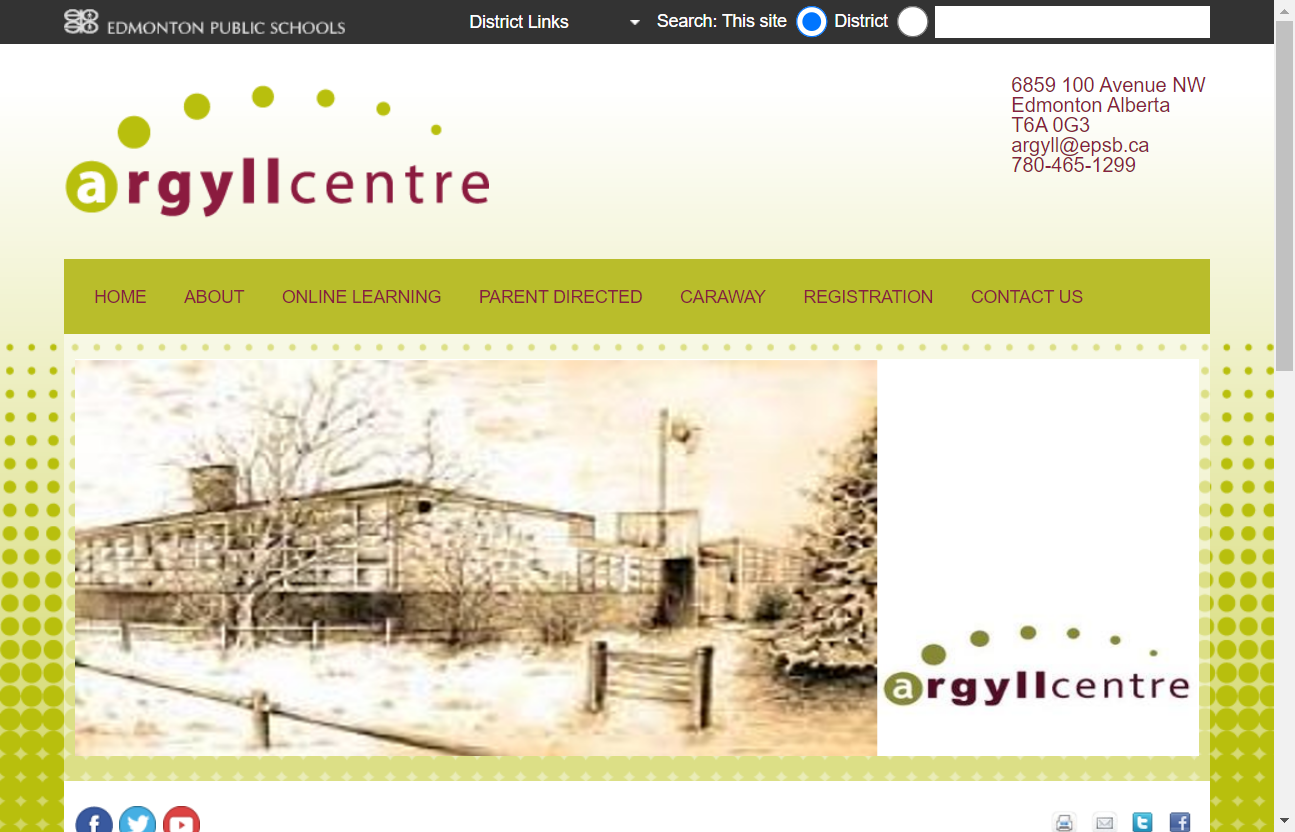 EDMONTON PUBLIC SCHOOLS
District Links
Search: This site
District
argyllcentre
6859 100 Avenue NW
Edmonton Alberta
T6A 0G3
argyll@epsb.ca
780-465-1299
HOME
ABOUT
ONLINE LEARNING
PARENT DIRECTED
CARAWAY
REGISTRATION
CONTACT US
argyllcentre